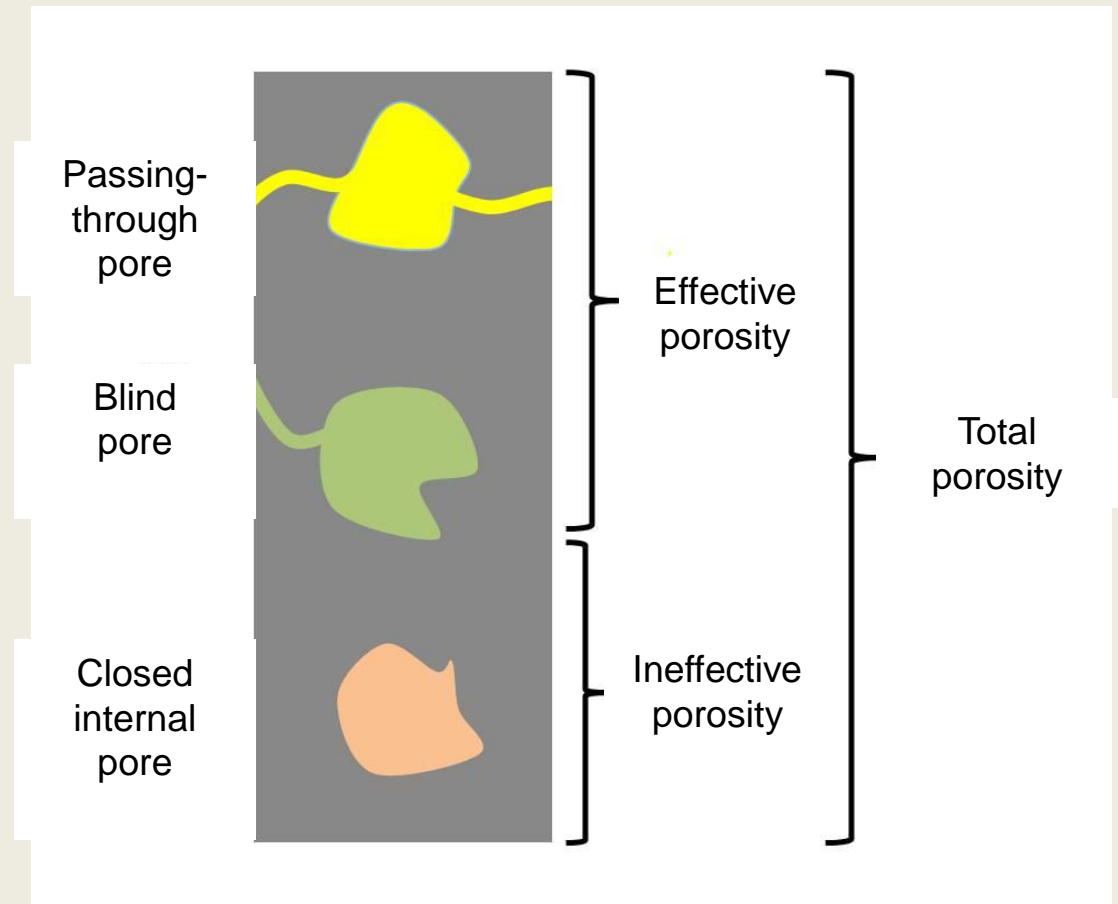 Passing-
through
pore
Effective
porosity
Blind
pore
Total
porosity
Closed
internal
pore
Ineffective
porosity